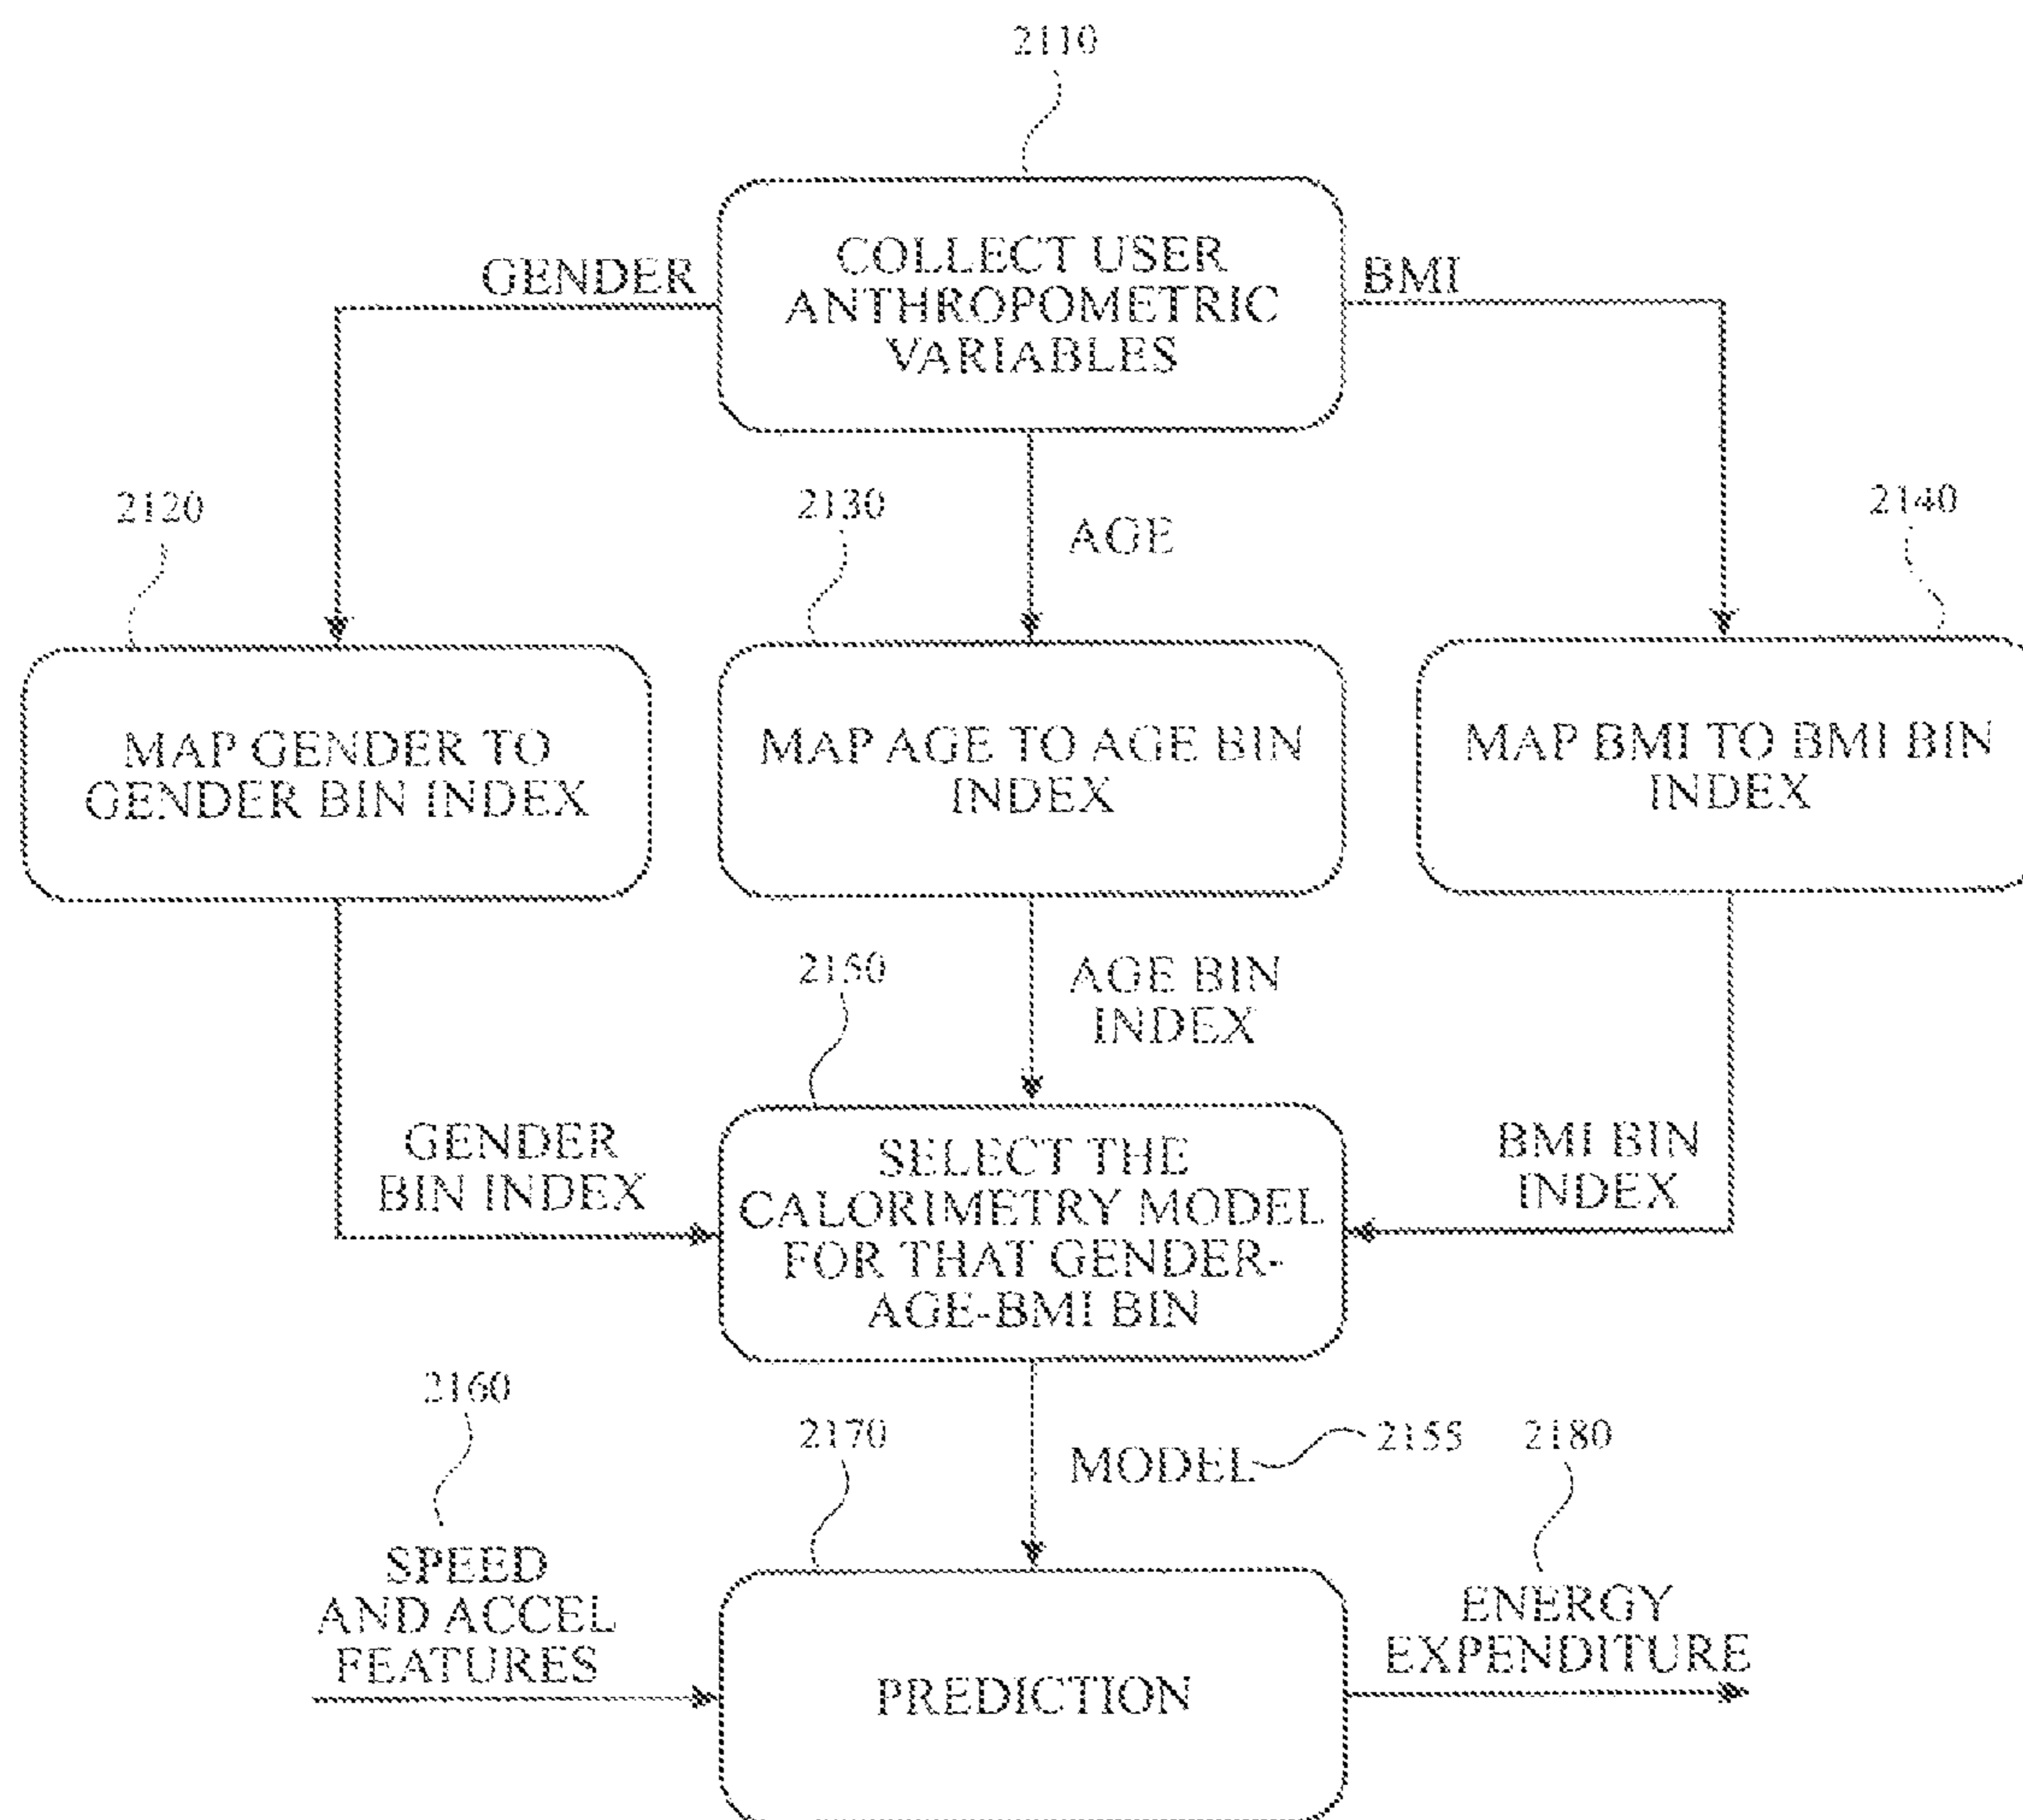 2110
GENDER
COLLECT USER
ANTHROPOMETRIC
VARIABLES
BMI
2120
2130
AGE
2140
MAP GENDER TO
GENDER BIN INDEX
MAP AGE TO AGE BIN
INDEX
MAP BMI TO BMI BIN
INDEX
2150
AGE BIN
INDEX
GENDER
BIN INDEX
SELECT THE
CALORIMETRY MODEL
FOR THAT GENDER-
AGE-BMI BIN
BMI BIN
INDEX
2160
2170
MODEL
2155
2180
SPEED
AND ACCEL
FEATURES
PREDICTION
ENERGY
EXPENDITURE